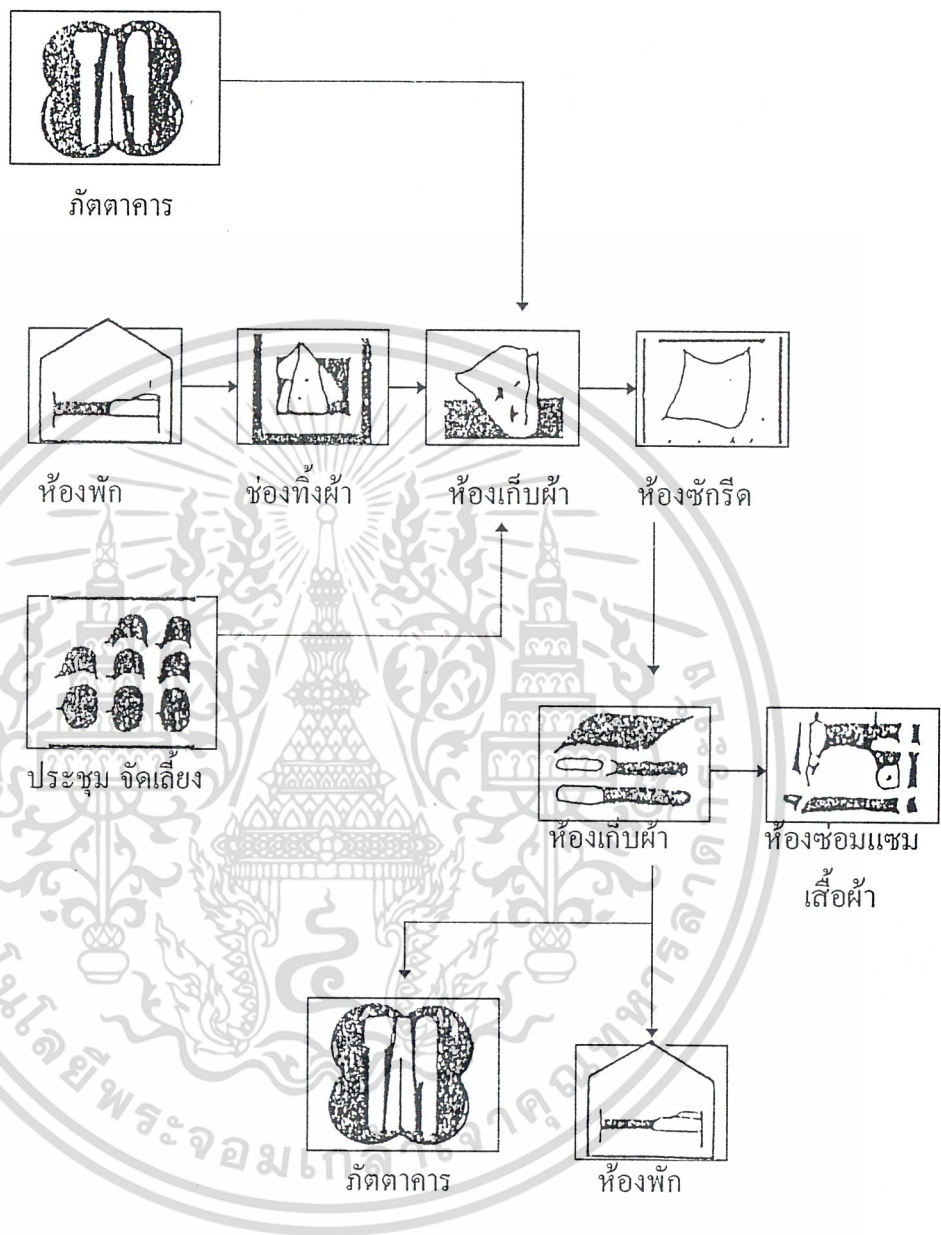 ภัตตาคาร
ห้องพัก
ช่องทิ้งผ้า
ห้องเก็บผ้า
ห้องซักรีด
ประชุม จัดเลี้ยง
ห้องเก็บผ้า
ห้องซอมแซม
เสื้อผ้า
ภัตตาคาร
ห้องพัก